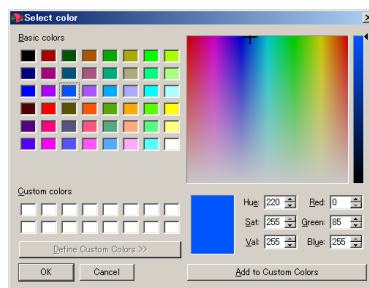 Select color
Basic colors
Custom colors
Define Custom Colors >>
OK Cancel
Hue: 220 Red: 0
Sat: 255 Green: 85
Val: 255 Blue: 255
Add to Custom Colors